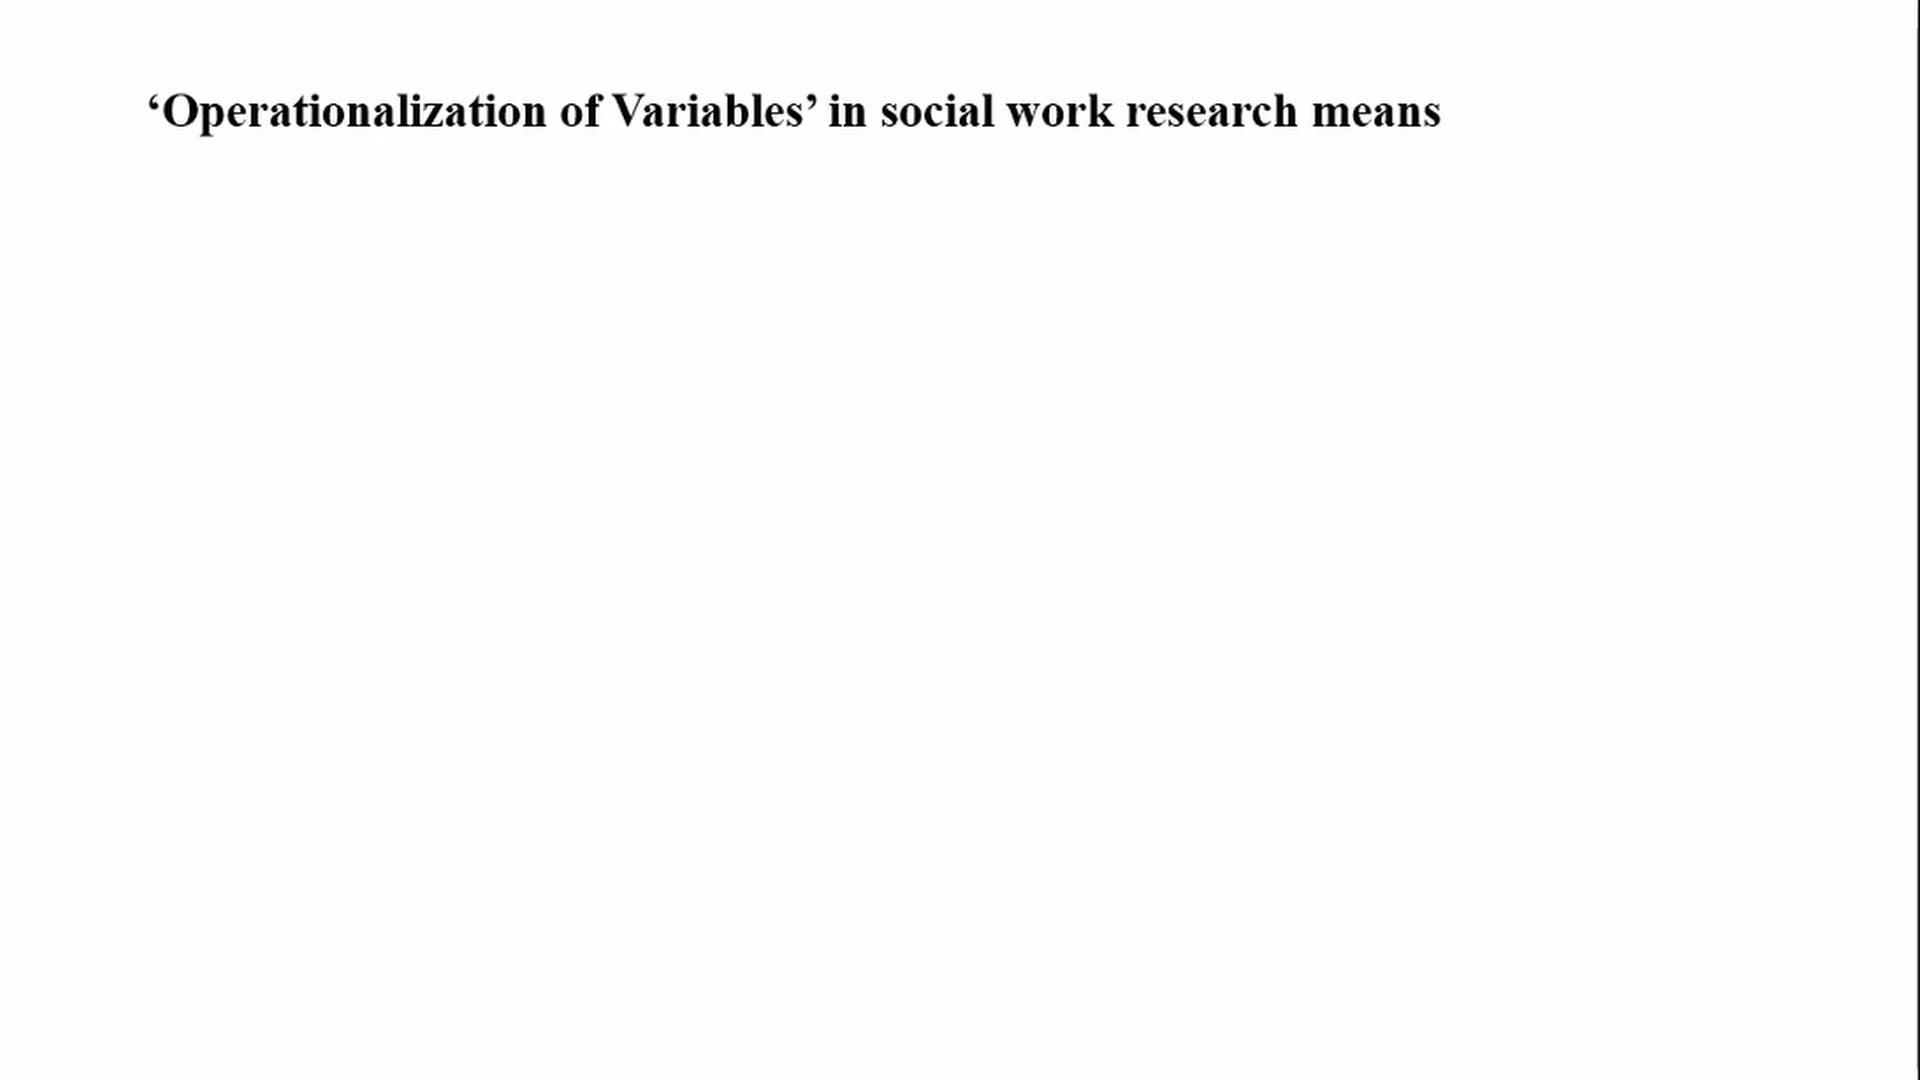 ‘Operationalization of Variables’ in social work research means